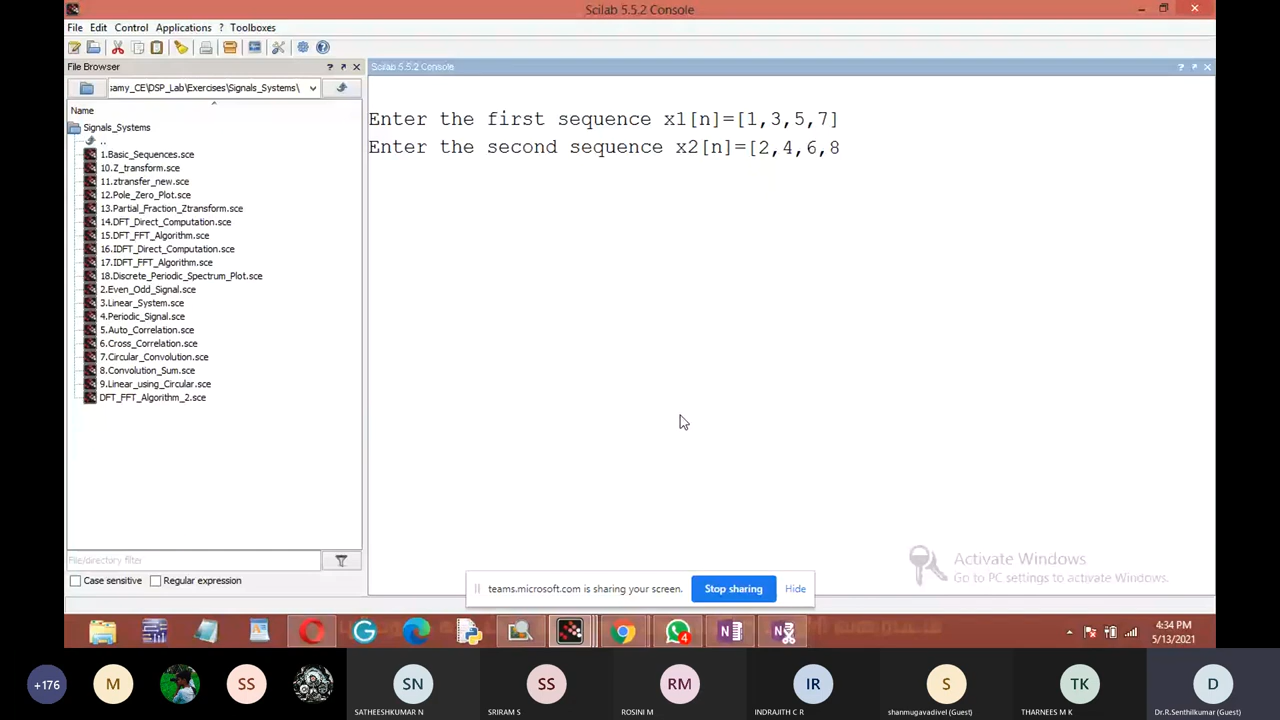 Scilab 5.5.2 Console
File Edit Control Applications ? Toolboxes
File Browser ? Scilab 5.5.2 Console ?
:amy_CE\DSP_Lab\Exercises\Signals_Systems\
Name
Signals_Systems
..
1.Basic_Sequences.sce
10.Z_transform.sce
11.ztransfer_new.sce
12.Pole_Zero_Plot.sce
13.Partial_Fraction_Ztransform.sce
14.DFT_Direct_Computation.sce
15.DFT_FFT_Algorithm.sce
16.IDFT_Direct_Computation.sce
17.IDFT_FFT_Algorithm.sce
18.Discrete_Periodic_Spectrum_Plot.sce
2.Even_Odd_Signal.sce
3.Linear_System.sce
4.Periodic_Signal.sce
5.Auto_Correlation.sce
6.Cross_Correlation.sce
7.Circular_Convolution.sce
8.Convolution_Sum.sce
9.Linear_using_Circular.sce
DFT_FFT_Algorithm_2.sce
Enter the first sequence x1[n]=[1,3,5,7]
Enter the second sequence x2[n]=[2,4,6,8
File/directory filter
Case sensitive Regular expression
Activate Windows
Go to PC settings to activate Windows.
teams.microsoft.com is sharing your screen. Stop sharing Hide
4
4:34 PM
5/13/2021
+176 M SS SN SS RM IR S TK D
SATHEESHKUMAR N SRIRAM S ROSINI M INDRAJITH C R shanmugavadivel (Guest) THARNEES M K Dr.R.Senthilkumar (Guest)